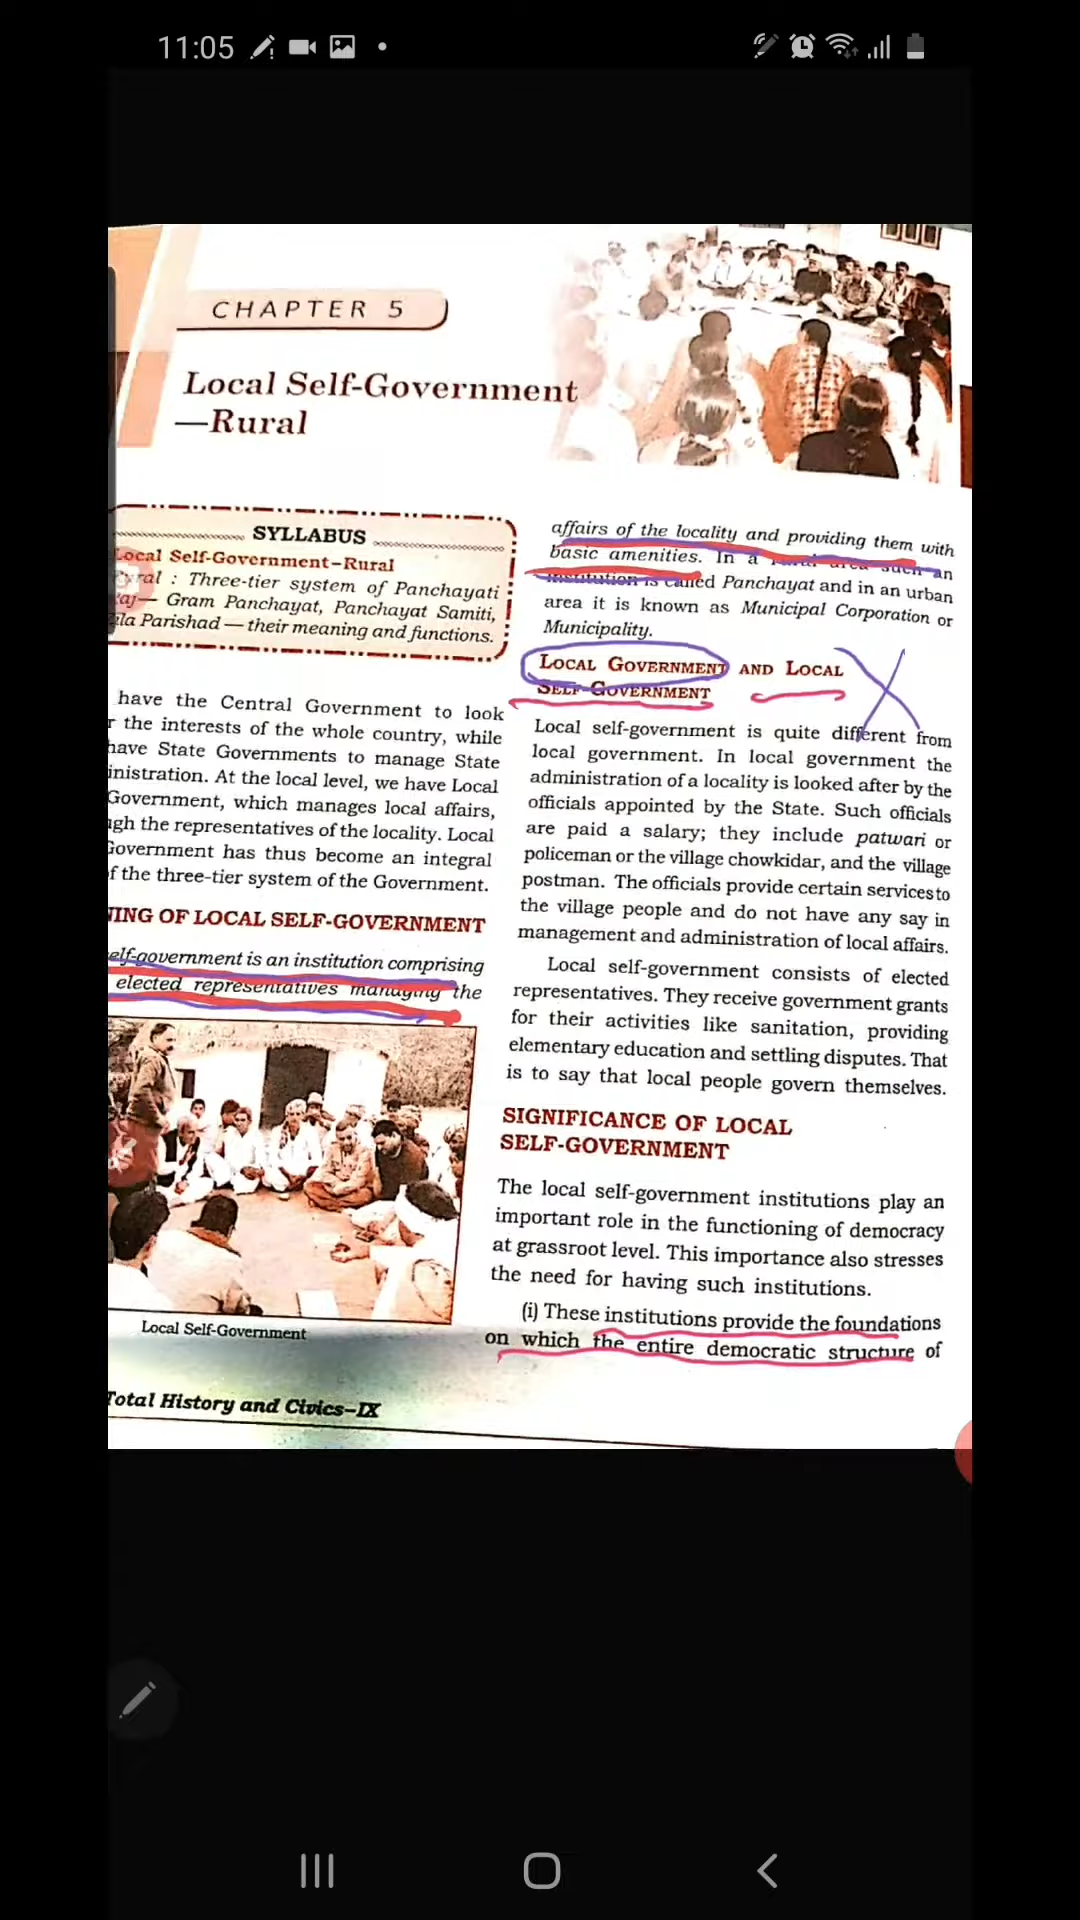 11:05
CHAPTER 5
Local Self-Government
—Rural
SYLLABUS
Local Self-Government–Rural
Rural : Three-tier system of Panchayati
Raj— Gram Panchayat, Panchayat Samiti,
Zila Parishad — their meaning and functions.
have the Central Government to look
the interests of the whole country, while
have State Governments to manage State
inistration. At the local level, we have Local
Government, which manages local affairs,
gh the representatives of the locality. Local
Government has thus become an integral
f the three-tier system of the Government.
NING OF LOCAL SELF-GOVERNMENT
elf-government is an institution comprising
elected representatives managing the
Local Self-Government
Total History and Civics–IX
affairs of the locality and providing them with
basic amenities. In a rural area such an
institution is called Panchayat and in an urban
area it is known as Municipal Corporation or
Municipality.
LOCAL GOVERNMENT AND LOCAL
SELF-GOVERNMENT
Local self-government is quite different from
local government. In local government the
administration of a locality is looked after by the
officials appointed by the State. Such officials
are paid a salary; they include patwari or
policeman or the village chowkidar, and the village
postman. The officials provide certain services to
the village people and do not have any say in
management and administration of local affairs.
Local self-government consists of elected
representatives. They receive government grants
for their activities like sanitation, providing
elementary education and settling disputes. That
is to say that local people govern themselves.
SIGNIFICANCE OF LOCAL
SELF-GOVERNMENT
The local self-government institutions play an
important role in the functioning of democracy
at grassroot level. This importance also stresses
the need for having such institutions.
(i) These institutions provide the foundations
on which the entire democratic structure of